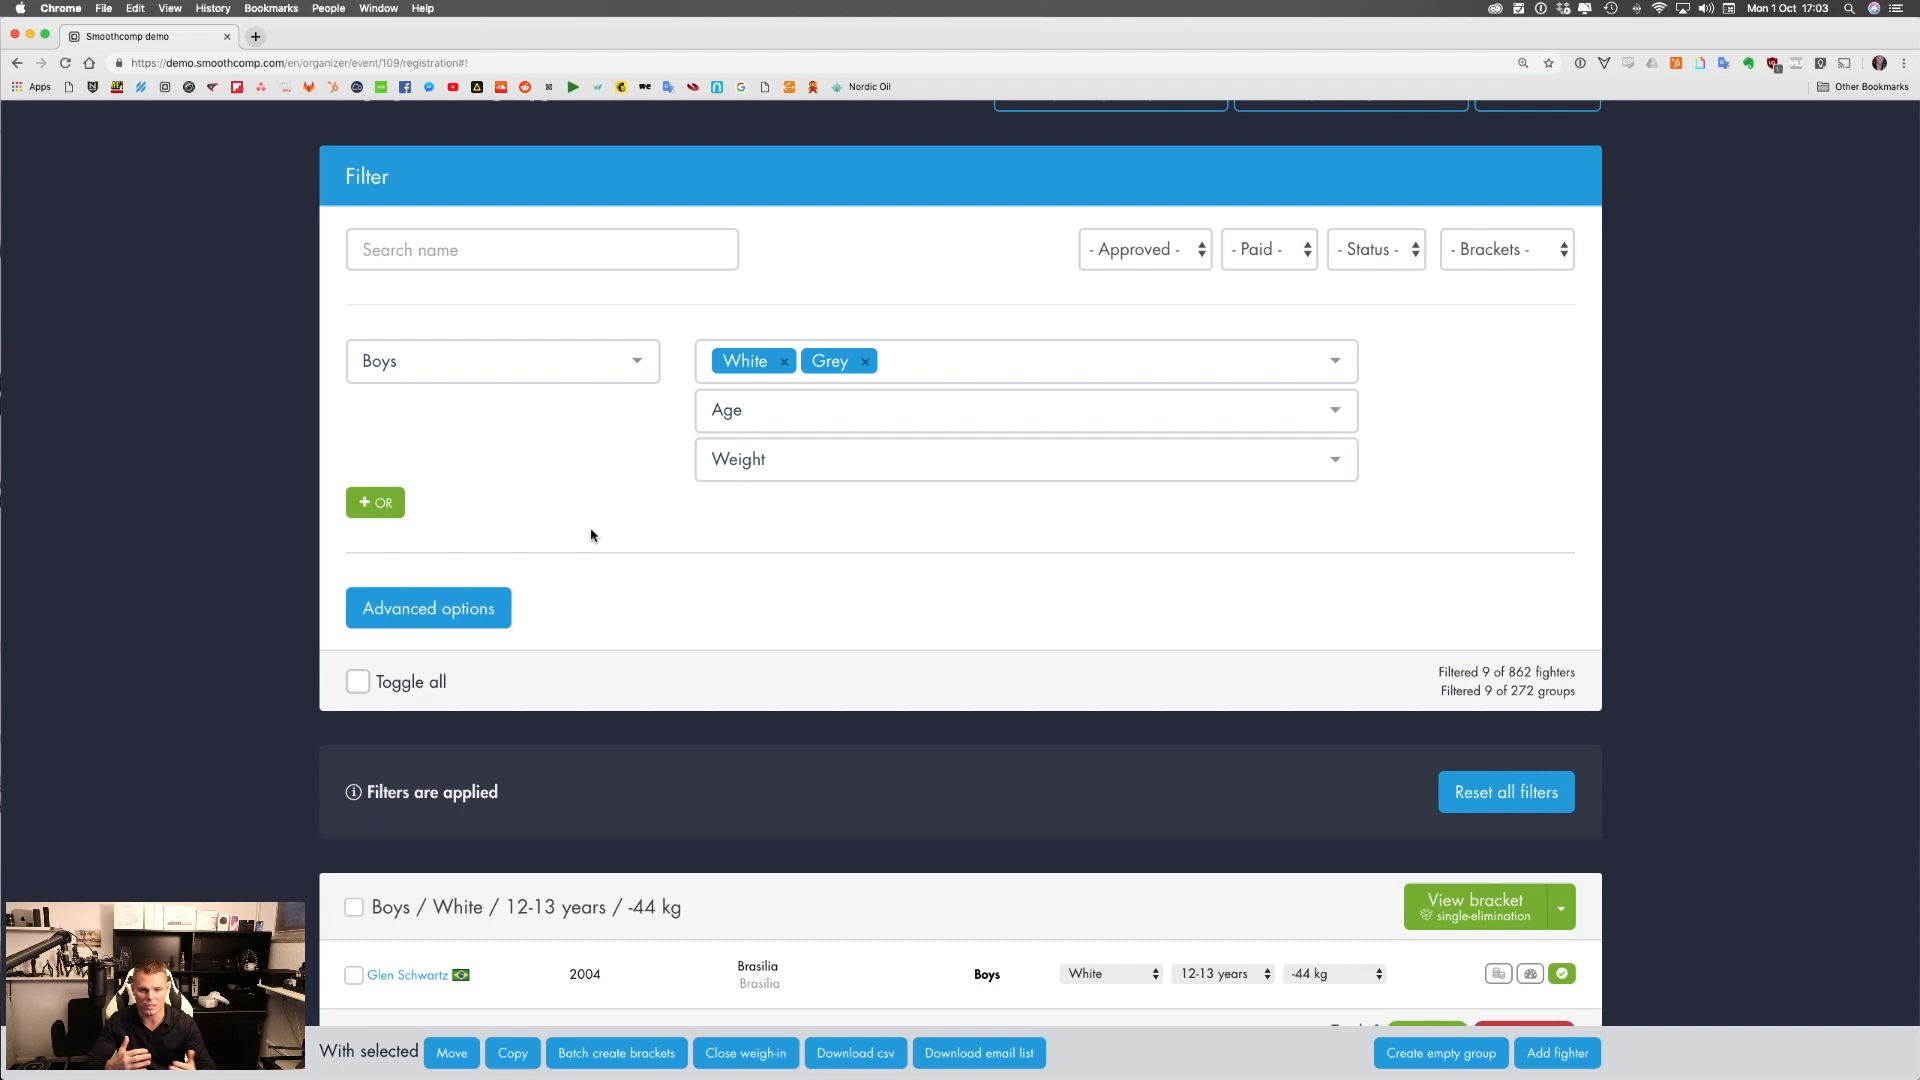 Chrome File Edit View History Bookmarks People Window Help
Mon 1 Oct 17:03
Smoothcomp demo
https://demo.smoothcomp.com/en/organizer/event/109/registration#!
Apps
Nordic Oil
Other Bookmarks
Filter
Search name
- Approved -
- Paid -
- Status -
- Brackets -
Boys
White × Grey ×
Age
Weight
+ OR
Advanced options
Toggle all
Filtered 9 of 862 fighters
Filtered 9 of 272 groups
Filters are applied
Reset all filters
Boys / White / 12-13 years / -44 kg
View bracket
single-elimination
Glen Schwartz
2004
Brasilia
Brasilia
Boys
White
12-13 years
-44 kg
With selected
Move
Copy
Batch create brackets
Close weigh-in
Download csv
Download email list
Create empty group
Add fighter